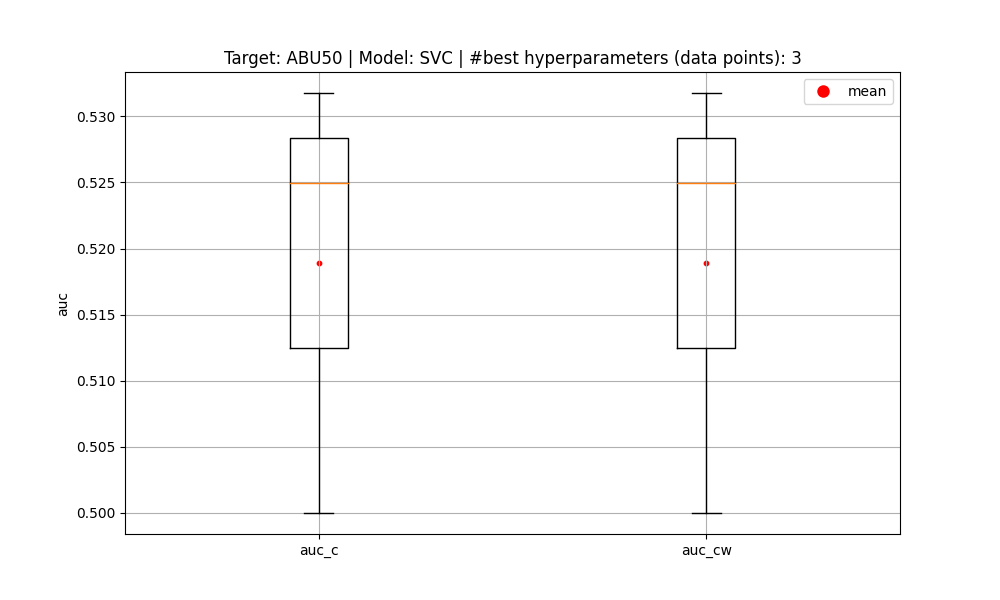 Target: ABU50 | Model: SVC | #best hyperparameters (data points): 3
mean
0.530
0.525
0.520
0.515
0.510
0.505
0.500
auc
auc_c
auc_cw